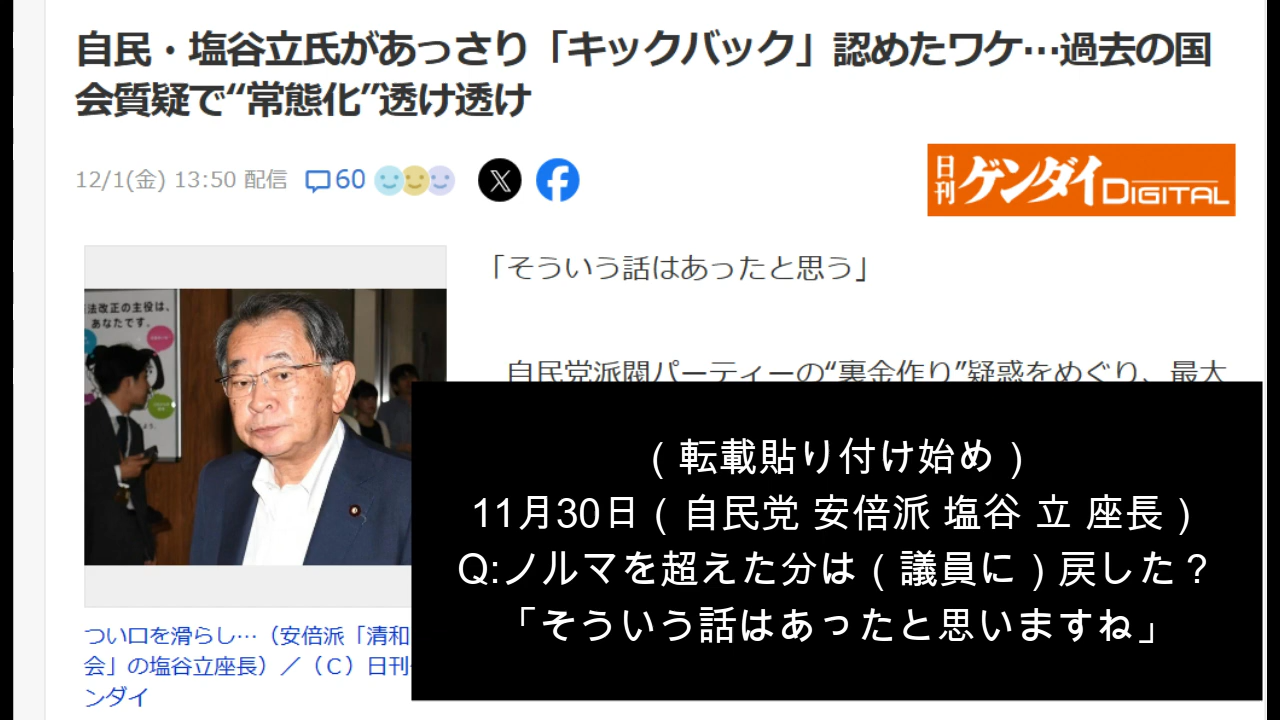 自民・塩谷立氏があっさり「キックバック」認めたワケ…過去の国
会質疑で“常態化”透け透け
12/1(金) 13:50 配信 60
日刊ゲンダイDIGITAL
「そういう話はあったと思う」
法改正の主役は、
あなたです。
自民党派閥パーティーの“裏金作り”疑惑をめぐり、最大
(転載貼り付け始め)
11月30日(自民党 安倍派 塩谷 立 座長)
Q:ノルマを超えた分は(議員に)戻した?
「そういう話はあったと思いますね」
つい口を滑らし…(安倍派「清和
会」の塩谷立座長)/(C)日刊
ンダイ